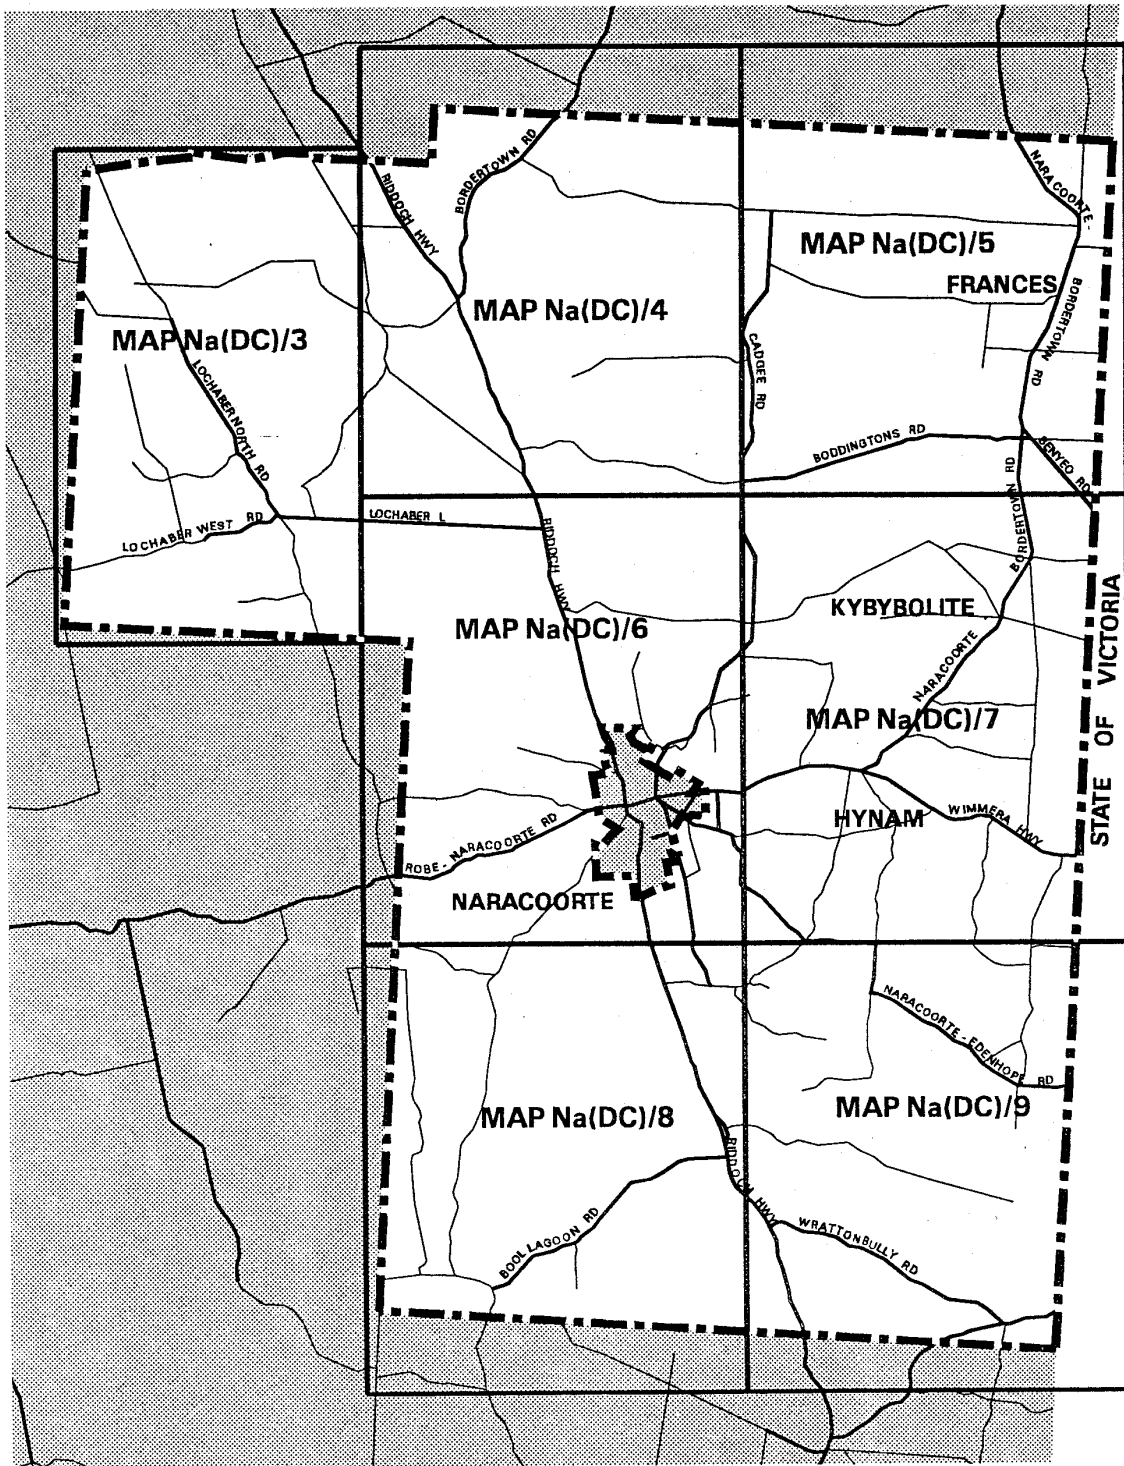 BORDERTOWN RD
NARACOORTE-
RIDDOCH HWY
MAP Na(DC)/5
FRANCES
BORDERTOWN RD
MAP Na(DC)/4
MAP Na(DC)/3
CADGEE RD
LOCHABER NORTH RD
BODDINGTONS RD
BENYEO RD
LOCHABER WEST RD
LOCHABER L
RIDDOCH HWY
BORDERTOWN RD
KYBYBOLITE
MAP Na(DC)/6
NARACOORTE
MAP Na(DC)/7
STATE OF VICTORIA
HYNAM
WIMMERA HWY
ROBE - NARACOORTE RD
NARACOORTE
NARACOORTE - EDENHOPE RD
MAP Na(DC)/8
MAP Na(DC)/9
RIDDOCH HWY
BOOL LAGOON RD
WRATTONBULLY RD